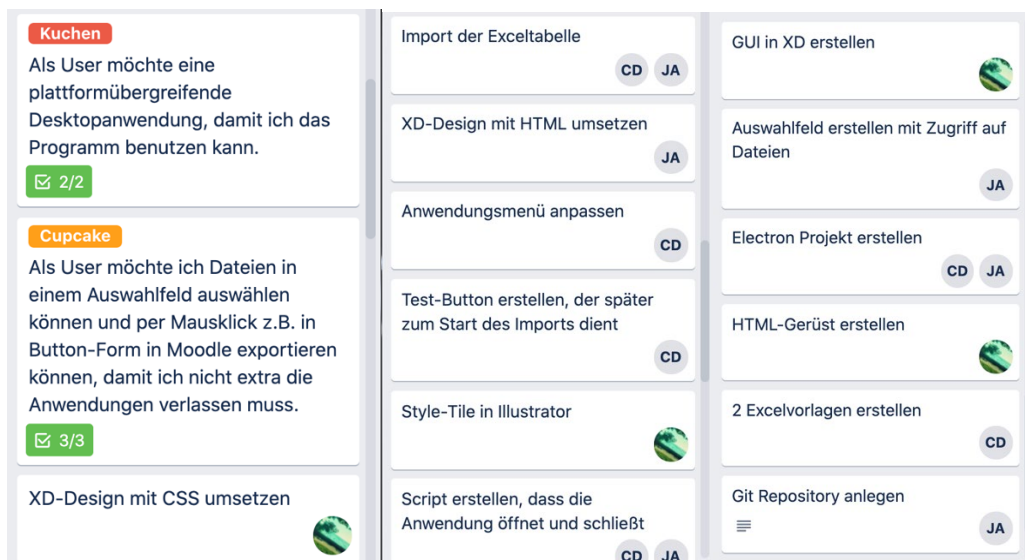 Kuchen
Als User möchte eine
plattformübergreifende
Desktopanwendung, damit ich das
Programm benutzen kann.
2/2
Cupcake
Als User möchte ich Dateien in
einem Auswahlfeld auswählen
können und per Mausklick z.B. in
Button-Form in Moodle exportieren
können, damit ich nicht extra die
Anwendungen verlassen muss.
3/3
XD-Design mit CSS umsetzen
Import der Exceltabelle
CD JA
XD-Design mit HTML umsetzen
JA
Anwendungsmenü anpassen
CD
Test-Button erstellen, der später
zum Start des Imports dient
CD
Style-Tile in Illustrator
Script erstellen, dass die
Anwendung öffnet und schließt
CD JA
GUI in XD erstellen
Auswahlfeld erstellen mit Zugriff auf
Dateien
JA
Electron Projekt erstellen
CD JA
HTML-Gerüst erstellen
2 Excelvorlagen erstellen
CD
Git Repository anlegen
JA